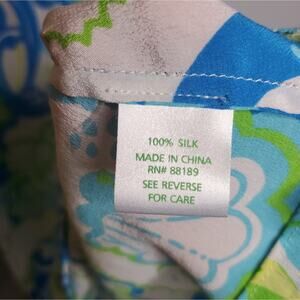 100% SILK
MADE IN CHINA
RN# 88189
SEE REVERSE
FOR CARE